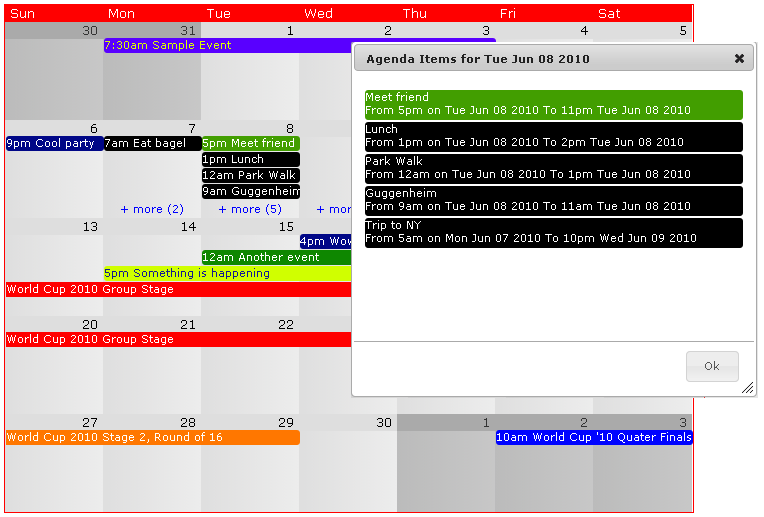 Sun Mon Tue Wed Thu Fri Sat
30 31 1 2 3 4 5
7:30am Sample Event
Agenda Items for Tue Jun 08 2010
Meet friend
From 5pm on Tue Jun 08 2010 To 11pm Tue Jun 08 2010
Lunch
From 1pm on Tue Jun 08 2010 To 2pm Tue Jun 08 2010
Park Walk
From 12am on Tue Jun 08 2010 To 1pm Tue Jun 08 2010
Guggenheim
From 9am on Tue Jun 08 2010 To 11am Tue Jun 08 2010
Trip to NY
From 5am on Mon Jun 07 2010 To 10pm Wed Jun 09 2010
Ok
6 7 8
9pm Cool party 7am Eat bagel 5pm Meet friend
1pm Lunch
12am Park Walk
9am Guggenheim
+ more (2) + more (5) + mo
13 14 15
4pm Wow
12am Another event
5pm Something is happening
World Cup 2010 Group Stage
20 21 22
World Cup 2010 Group Stage
27 28 29 30 1 2 3
World Cup 2010 Stage 2, Round of 16 10am World Cup '10 Quater Finals